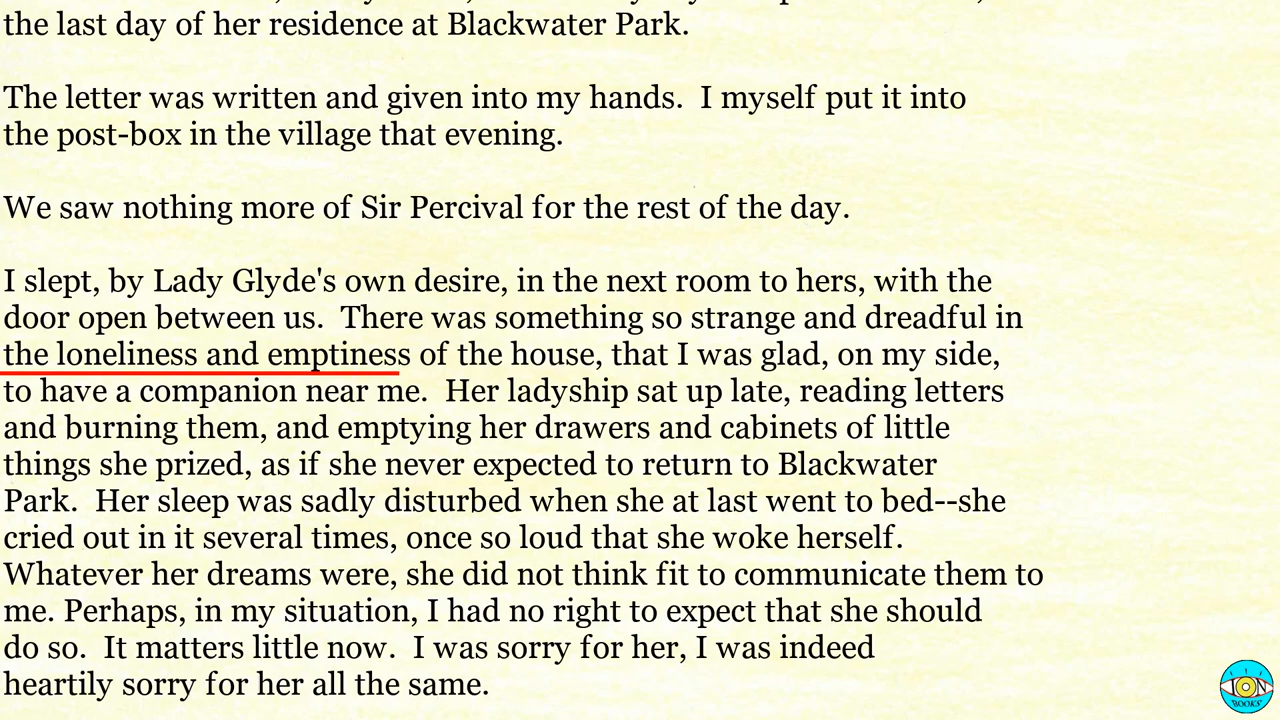 the last day of her residence at Blackwater Park.
The letter was written and given into my hands.  I myself put it into
the post-box in the village that evening.
We saw nothing more of Sir Percival for the rest of the day.
I slept, by Lady Glyde's own desire, in the next room to hers, with the
door open between us.  There was something so strange and dreadful in
the loneliness and emptiness of the house, that I was glad, on my side,
to have a companion near me.  Her ladyship sat up late, reading letters
and burning them, and emptying her drawers and cabinets of little
things she prized, as if she never expected to return to Blackwater
Park.  Her sleep was sadly disturbed when she at last went to bed--she
cried out in it several times, once so loud that she woke herself.
Whatever her dreams were, she did not think fit to communicate them to
me. Perhaps, in my situation, I had no right to expect that she should
do so.  It matters little now.  I was sorry for her, I was indeed
heartily sorry for her all the same.
ION
BOOKS